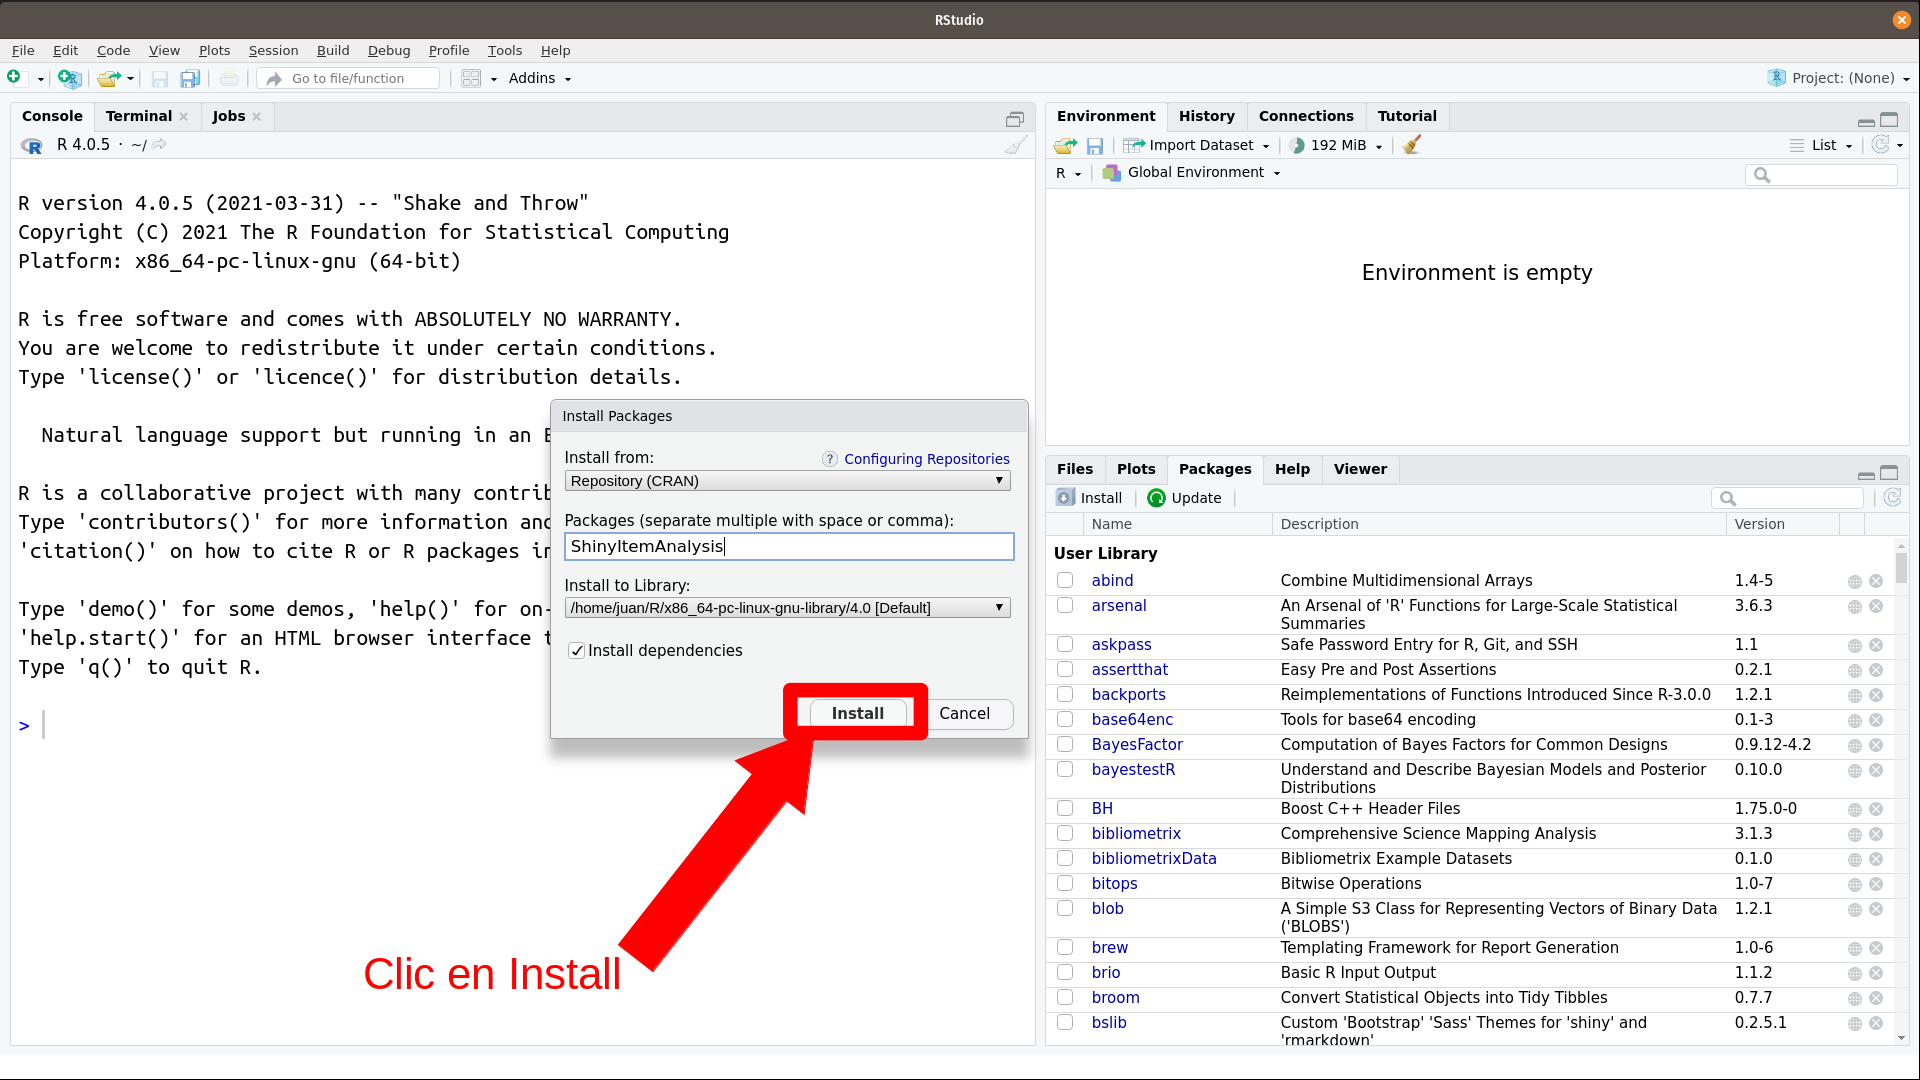 RStudio
File Edit Code View Plots Session Build Debug Profile Tools Help
Go to file/function Addins Project: (None)
Console Terminal Jobs
R 4.0.5 · ~/
R version 4.0.5 (2021-03-31) -- "Shake and Throw"
Copyright (C) 2021 The R Foundation for Statistical Computing
Platform: x86_64-pc-linux-gnu (64-bit)
R is free software and comes with ABSOLUTELY NO WARRANTY.
You are welcome to redistribute it under certain conditions.
Type 'license()' or 'licence()' for distribution details.
Natural language support but running in an
R is a collaborative project with many contrib
Type 'contributors()' for more information and
'citation()' on how to cite R or R packages in
Type 'demo()' for some demos, 'help()' for on-
'help.start()' for an HTML browser interface t
Type 'q()' to quit R.
>
Install Packages
Install from:
? Configuring Repositories
Repository (CRAN)
Packages (separate multiple with space or comma):
ShinyItemAnalysis
Install to Library:
/home/juan/R/x86_64-pc-linux-gnu-library/4.0 [Default]
Install dependencies
Install Cancel
Clic en Install
Environment History Connections Tutorial
Import Dataset 192 MiB List
R Global Environment
Environment is empty
Files Plots Packages Help Viewer
Install Update
Name Description Version
User Library
abind Combine Multidimensional Arrays 1.4-5
arsenal An Arsenal of 'R' Functions for Large-Scale Statistical 3.6.3
Summaries
askpass Safe Password Entry for R, Git, and SSH 1.1
assertthat Easy Pre and Post Assertions 0.2.1
backports Reimplementations of Functions Introduced Since R-3.0.0 1.2.1
base64enc Tools for base64 encoding 0.1-3
BayesFactor Computation of Bayes Factors for Common Designs 0.9.12-4.2
bayestestR Understand and Describe Bayesian Models and Posterior 0.10.0
Distributions
BH Boost C++ Header Files 1.75.0-0
bibliometrix Comprehensive Science Mapping Analysis 3.1.3
bibliometrixData Bibliometrix Example Datasets 0.1.0
bitops Bitwise Operations 1.0-7
blob A Simple S3 Class for Representing Vectors of Binary Data 1.2.1
('BLOBS')
brew Templating Framework for Report Generation 1.0-6
brio Basic R Input Output 1.1.2
broom Convert Statistical Objects into Tidy Tibbles 0.7.7
bslib Custom 'Bootstrap' 'Sass' Themes for 'shiny' and 0.2.5.1
'rmarkdown'